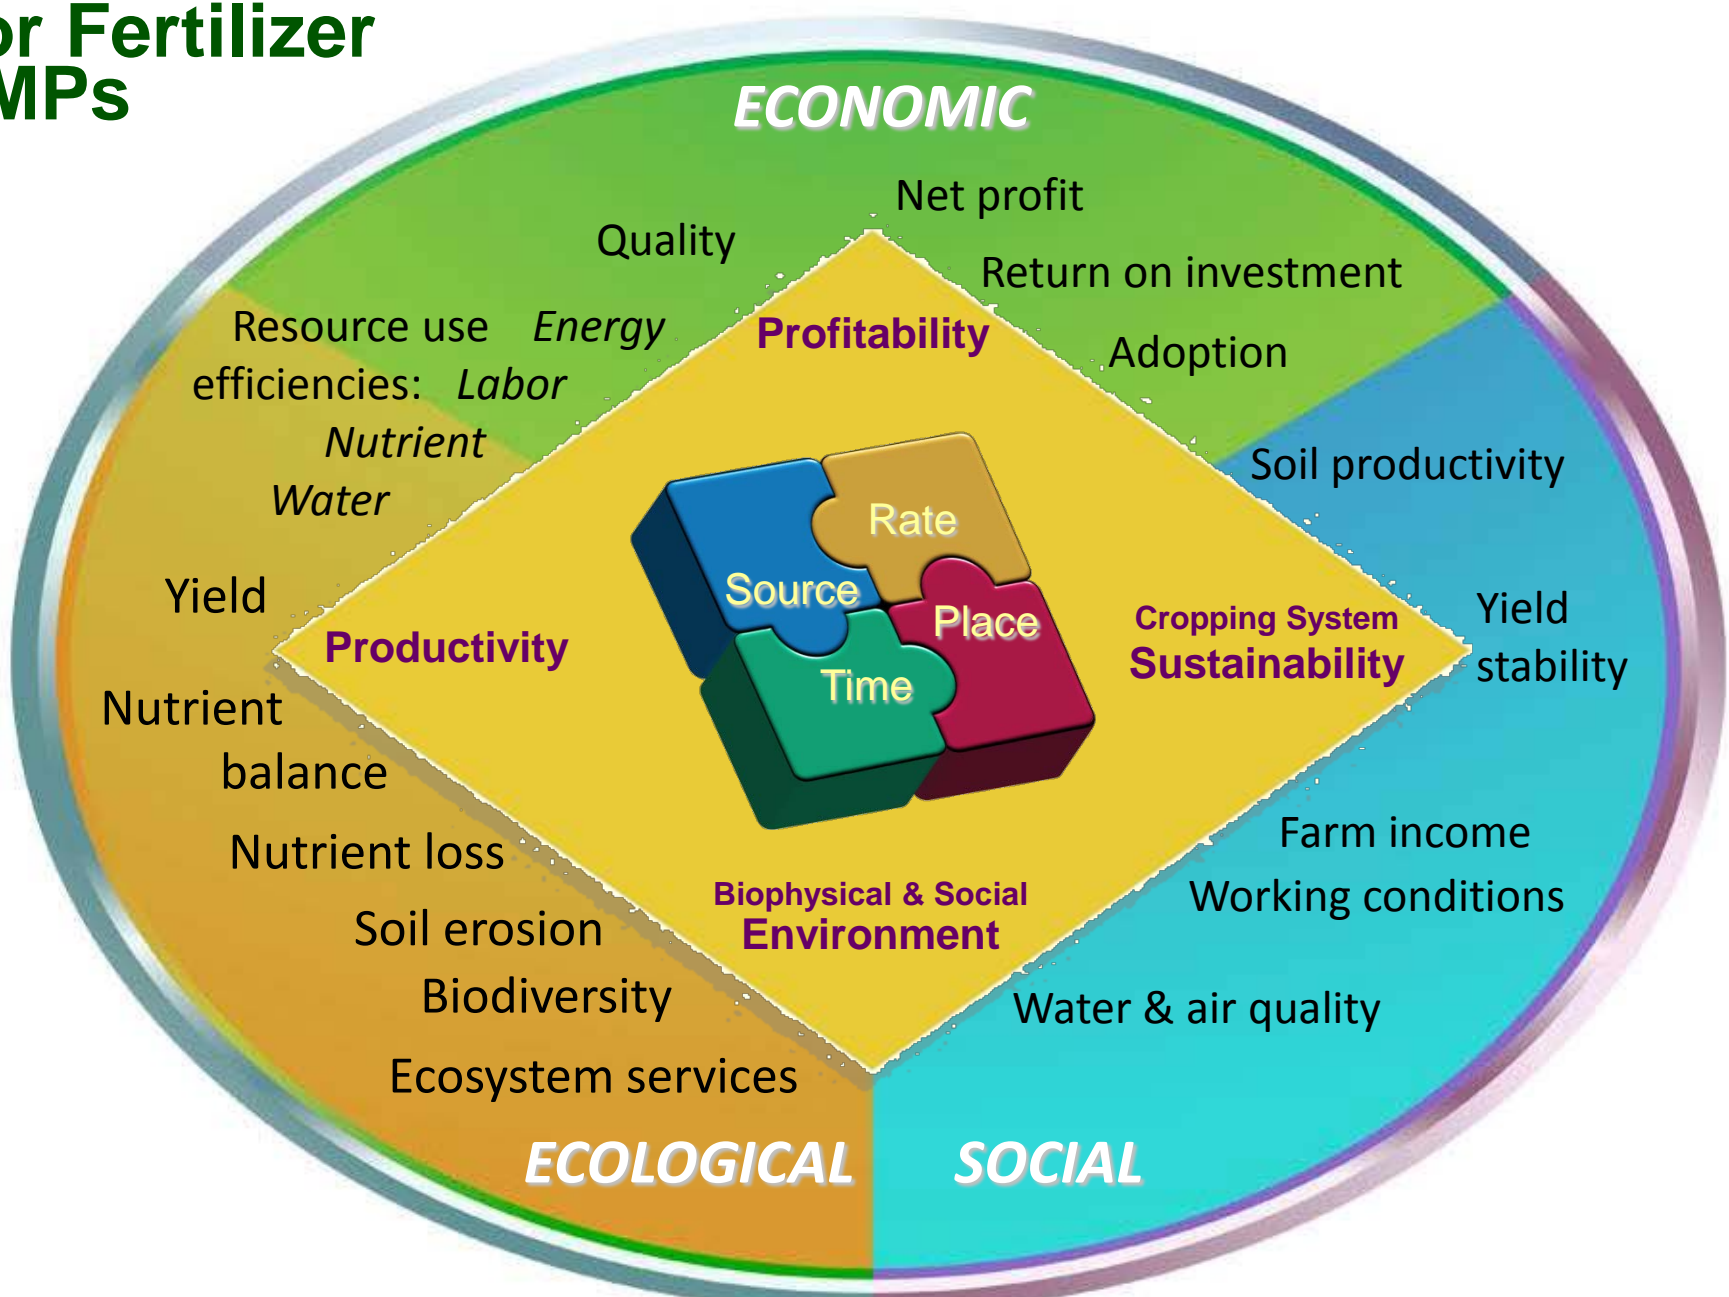 or Fertilizer
MPs
ECONOMIC
Net profit
Quality
Return on investment
Resource use Energy
efficiencies: Labor
Nutrient
Water
Profitability
Adoption
Soil productivity
Rate
Source
Place
Time
Yield
Productivity
Cropping System
Sustainability
Yield
stability
Nutrient
balance
Nutrient loss
Soil erosion
Biodiversity
Ecosystem services
Biophysical & Social
Environment
Farm income
Working conditions
Water & air quality
ECOLOGICAL
SOCIAL